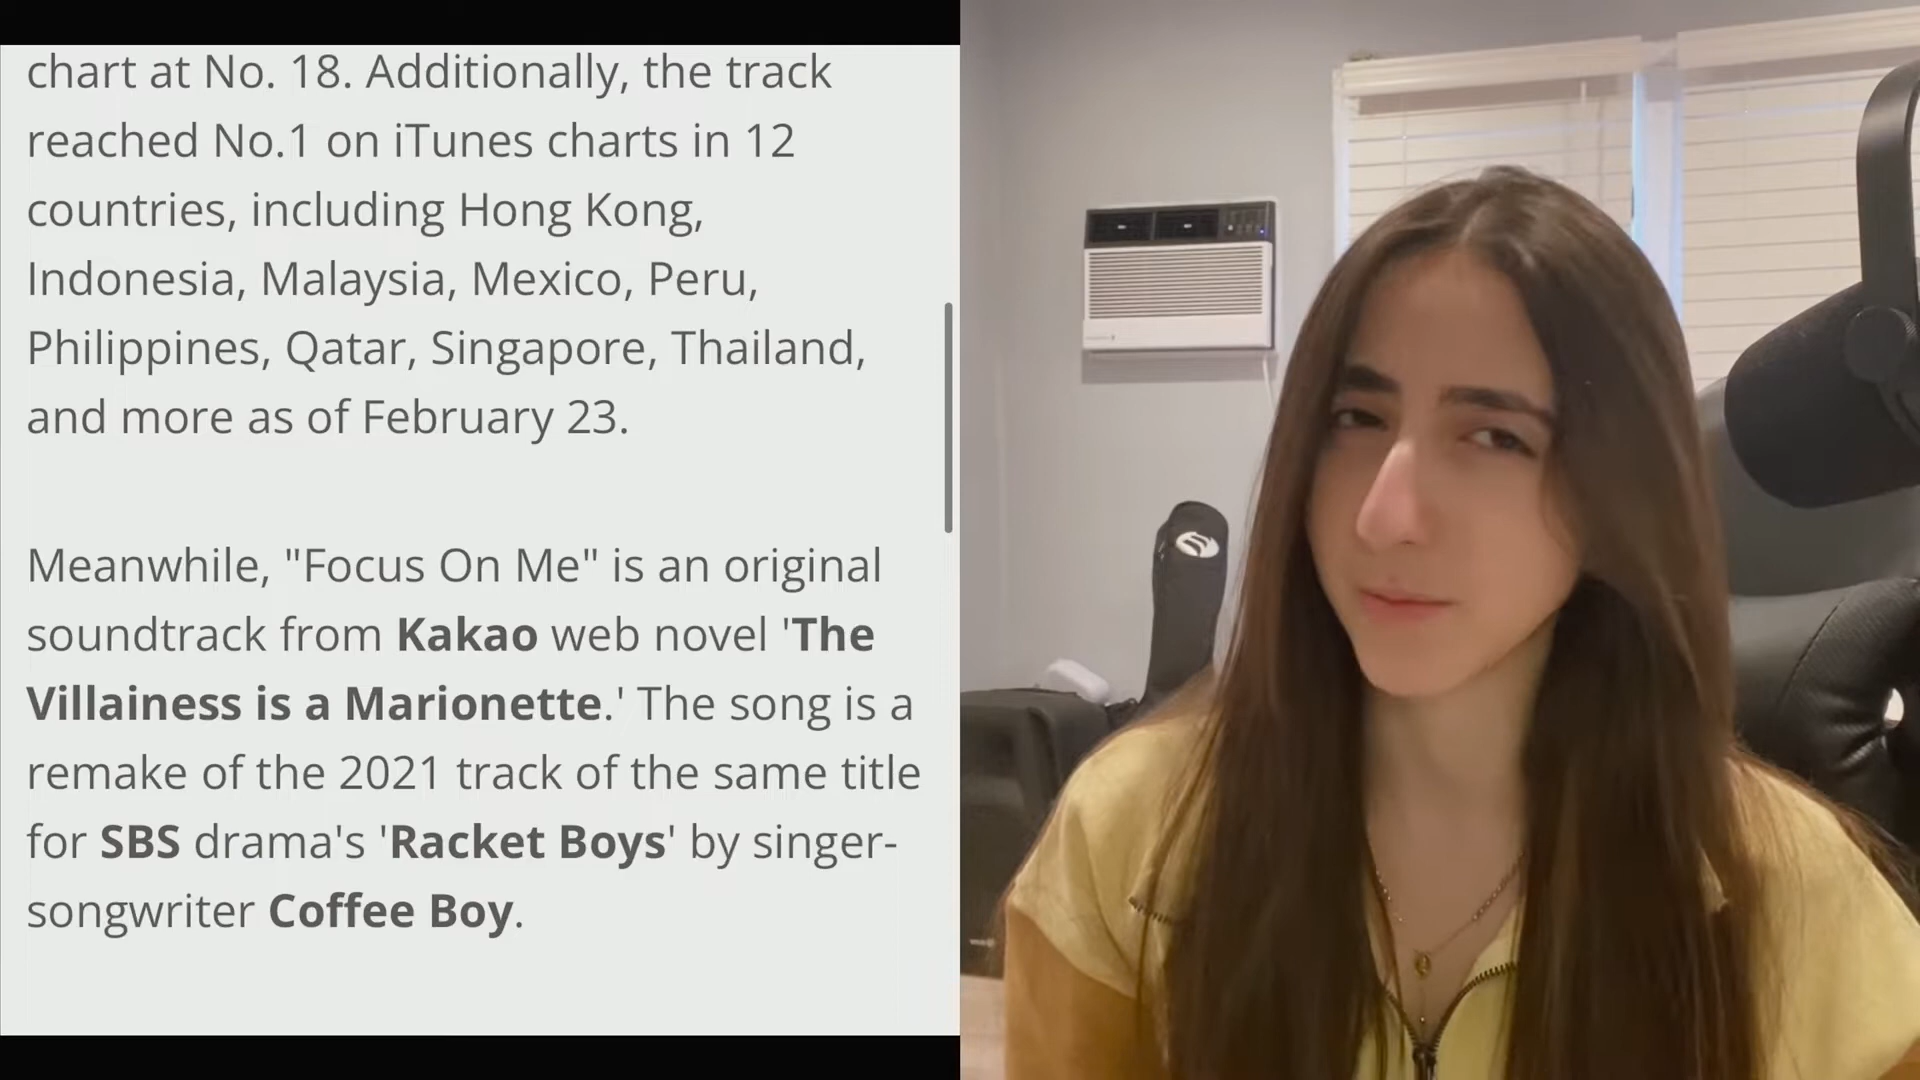 chart at No. 18. Additionally, the track
reached No.1 on iTunes charts in 12
countries, including Hong Kong,
Indonesia, Malaysia, Mexico, Peru,
Philippines, Qatar, Singapore, Thailand,
and more as of February 23.
Meanwhile, "Focus On Me" is an original
soundtrack from Kakao web novel 'The
Villainess is a Marionette.' The song is a
remake of the 2021 track of the same title
for SBS drama's 'Racket Boys' by singer-
songwriter Coffee Boy.